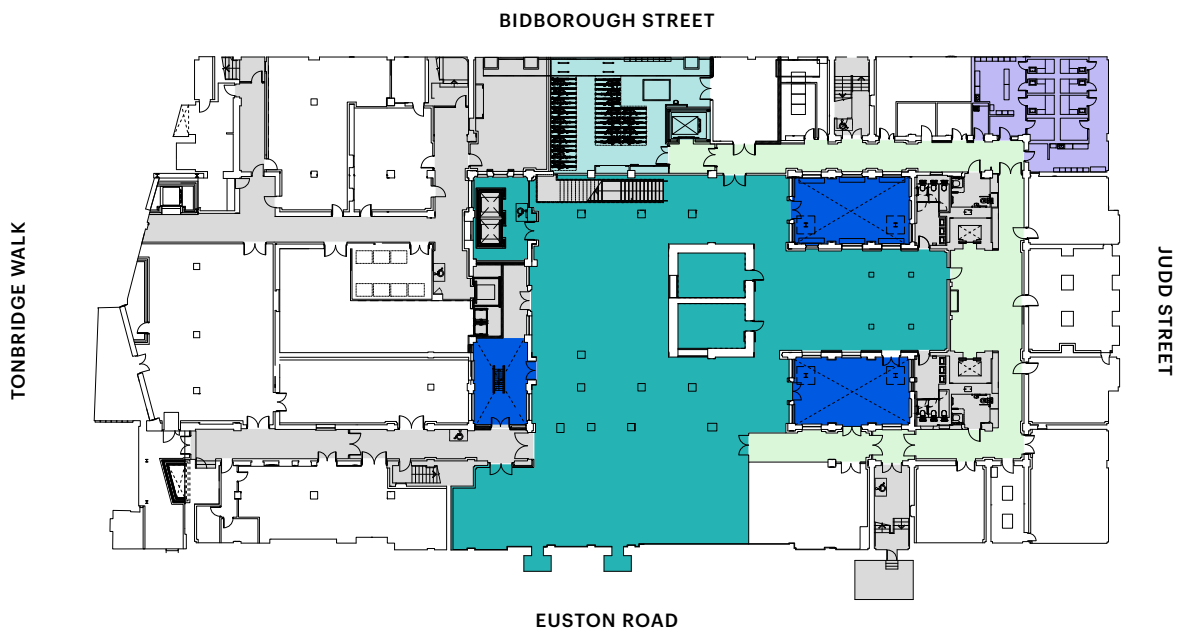 BIDBOROUGH STREET
TONBRIDGE WALK
JUDD STREET
EUSTON ROAD